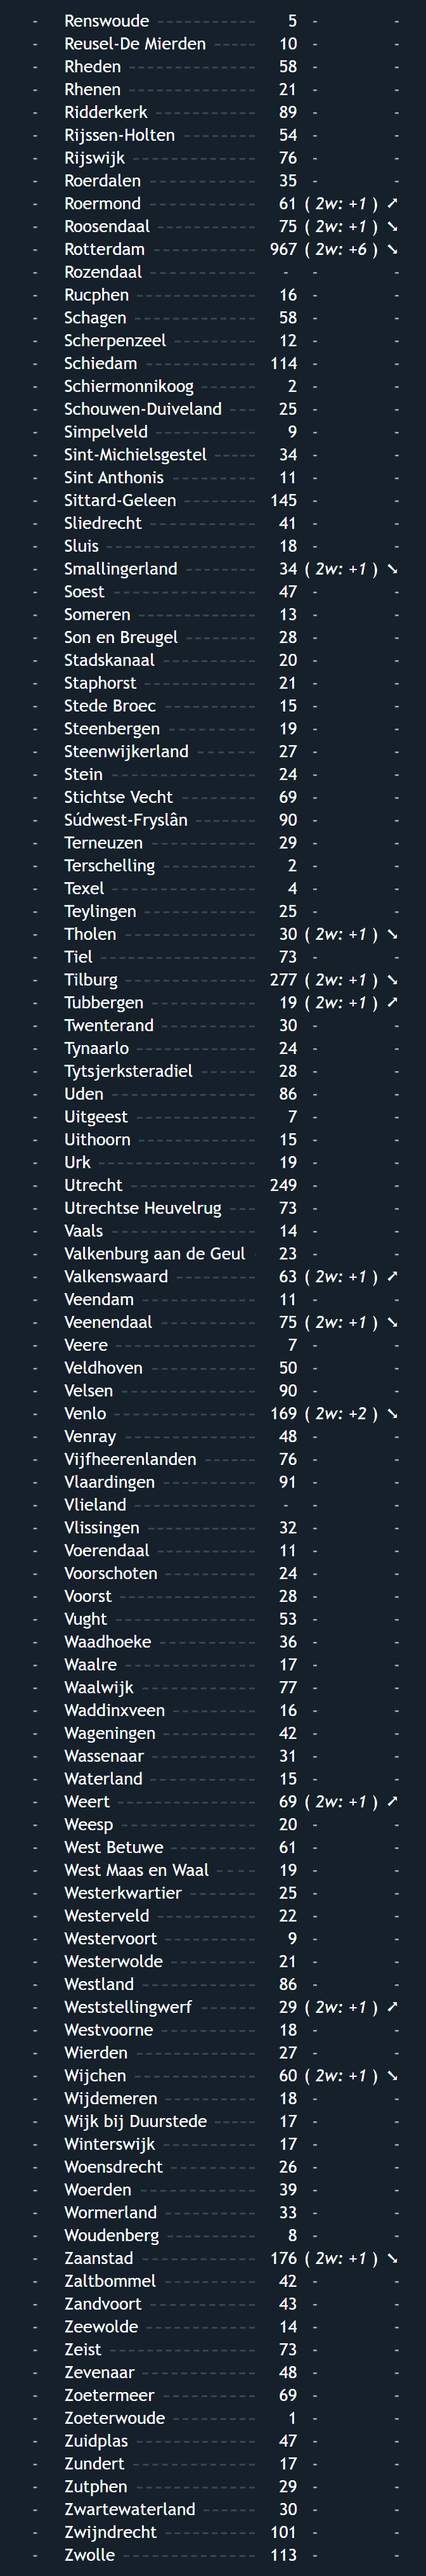 - Renswoude ----------- 5 - -
- Reusel-De Mierden ----- 10 - -
- Rheden -------------- 58 - -
- Rhenen -------------- 21 - -
- Ridderkerk ----------- 89 - -
- Rijssen-Holten -------- 54 - -
- Rijswijk ------------- 76 - -
- Roerdalen ----------- 35 - -
- Roermond ----------- 61 ( 2w: +1 ) ➚
- Roosendaal ---------- 75 ( 2w: +1 ) ➘
- Rotterdam ----------- 967 ( 2w: +6 ) ➘
- Rozendaal ----------- - - -
- Rucphen ------------- 16 - -
- Schagen ------------- 58 - -
- Scherpenzeel -------- 12 - -
- Schiedam ------------ 114 - -
- Schiermonnikoog ----- 2 - -
- Schouwen-Duiveland --- 25 - -
- Simpelveld ----------- 9 - -
- Sint-Michielsgestel ----- 34 - -
- Sint Anthonis --------- 11 - -
- Sittard-Geleen -------- 145 - -
- Sliedrecht ------------ 41 - -
- Sluis ---------------- 18 - -
- Smallingerland -------- 34 ( 2w: +1 ) ➘
- Soest ---------------- 47 - -
- Someren ------------- 13 - -
- Son en Breugel -------- 28 - -
- Stadskanaal ---------- 20 - -
- Staphorst ------------ 21 - -
- Stede Broec ---------- 15 - -
- Steenbergen --------- 19 - -
- Steenwijkerland ------ 27 - -
- Stein ---------------- 24 - -
- Stichtse Vecht -------- 69 - -
- Súdwest-Fryslân ------- 90 - -
- Terneuzen ----------- 29 - -
- Terschelling ---------- 2 - -
- Texel ---------------- 4 - -
- Teylingen ------------ 25 - -
- Tholen -------------- 30 ( 2w: +1 ) ➘
- Tiel ----------------- 73 - -
- Tilburg -------------- 277 ( 2w: +1 ) ➘
- Tubbergen ----------- 19 ( 2w: +1 ) ➚
- Twenterand ---------- 30 - -
- Tynaarlo ------------- 24 - -
- Tytsjerksteradiel ------ 28 - -
- Uden --------------- 86 - -
- Uitgeest ------------- 7 - -
- Uithoorn ------------- 15 - -
- Urk ----------------- 19 - -
- Utrecht -------------- 249 - -
- Utrechtse Heuvelrug --- 73 - -
- Vaals ---------------- 14 - -
- Valkenburg aan de Geul - 23 - -
- Valkenswaard -------- 63 ( 2w: +1 ) ➚
- Veendam ------------ 11 - -
- Veenendaal ---------- 75 ( 2w: +1 ) ➘
- Veere --------------- 7 - -
- Veldhoven ----------- 50 - -
- Velsen -------------- 90 - -
- Venlo --------------- 169 ( 2w: +2 ) ➘
- Venray -------------- 48 - -
- Vijfheerenlanden ------ 76 - -
- Vlaardingen ---------- 91 - -
- Vlieland ------------- - - -
- Vlissingen ------------ 32 - -
- Voerendaal ---------- 11 - -
- Voorschoten --------- 24 - -
- Voorst -------------- 28 - -
- Vught --------------- 53 - -
- Waadhoeke ---------- 36 - -
- Waalre -------------- 17 - -
- Waalwijk ------------ 77 - -
- Waddinxveen -------- 16 - -
- Wageningen ---------- 42 - -
- Wassenaar ----------- 31 - -
- Waterland ----------- 15 - -
- Weert --------------- 69 ( 2w: +1 ) ➚
- Weesp -------------- 20 - -
- West Betuwe --------- 61 - -
- West Maas en Waal ---- 19 - -
- Westerkwartier ------- 25 - -
- Westerveld ---------- 22 - -
- Westervoort --------- 9 - -
- Westerwolde --------- 21 - -
- Westland ------------ 86 - -
- Weststellingwerf ------ 29 ( 2w: +1 ) ➚
- Westvoorne ---------- 18 - -
- Wierden ------------- 27 - -
- Wijchen ------------- 60 ( 2w: +1 ) ➘
- Wijdemeren ---------- 18 - -
- Wijk bij Duurstede ----- 17 - -
- Winterswijk ---------- 17 - -
- Woensdrecht --------- 26 - -
- Woerden ------------ 39 - -
- Wormerland ---------- 33 - -
- Woudenberg --------- 8 - -
- Zaanstad ------------ 176 ( 2w: +1 ) ➘
- Zaltbommel ---------- 42 - -
- Zandvoort ----------- 43 - -
- Zeewolde ------------ 14 - -
- Zeist ---------------- 73 - -
- Zevenaar ------------ 48 - -
- Zoetermeer ---------- 69 - -
- Zoeterwoude --------- 1 - -
- Zuidplas ------------- 47 - -
- Zundert ------------- 17 - -
- Zutphen ------------- 29 - -
- Zwartewaterland ------ 30 - -
- Zwijndrecht ---------- 101 - -
- Zwolle -------------- 113 - -